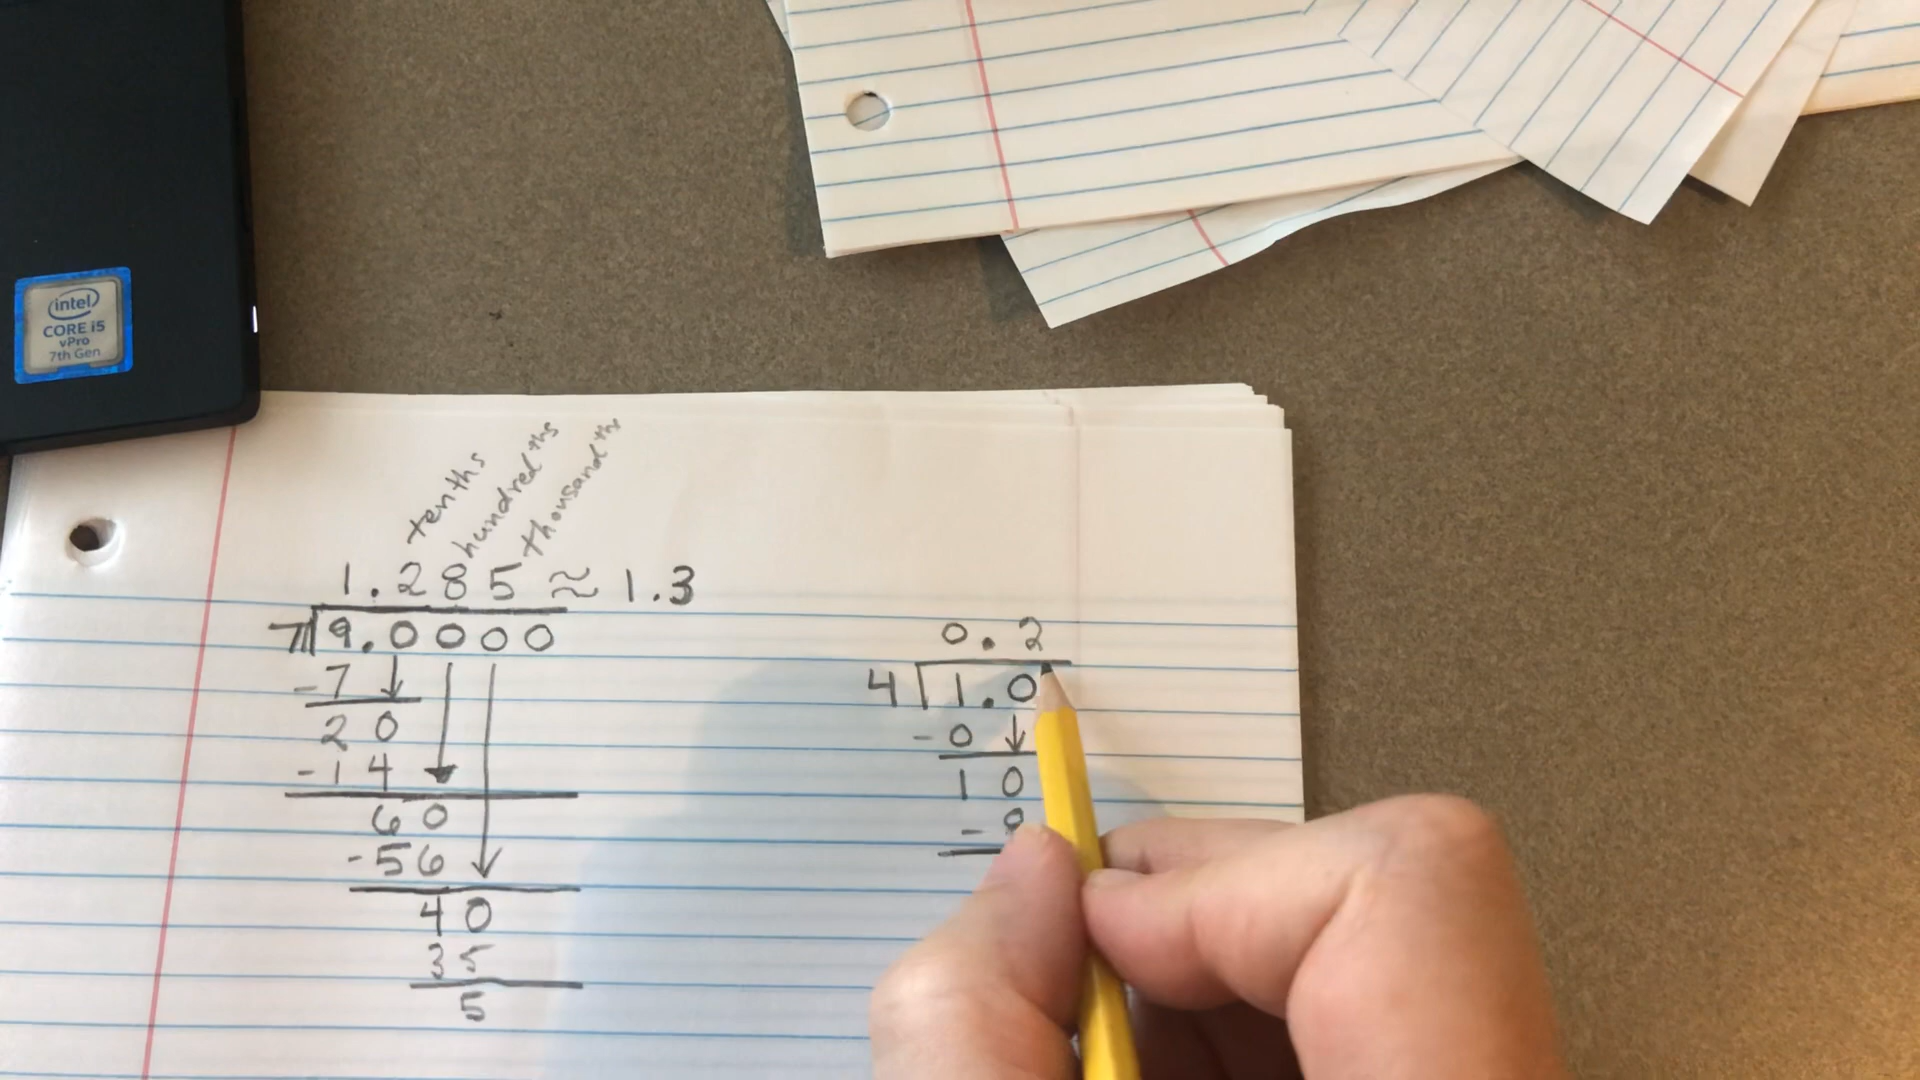 intel
CORE i5
vPro
7th Gen
tenths
hundredths
thousandths
1.285 ≈ 1.3
7 9.0000
-7
20
-14
60
-56
40
35
5
0.2
4 1.0
-0
10
-8